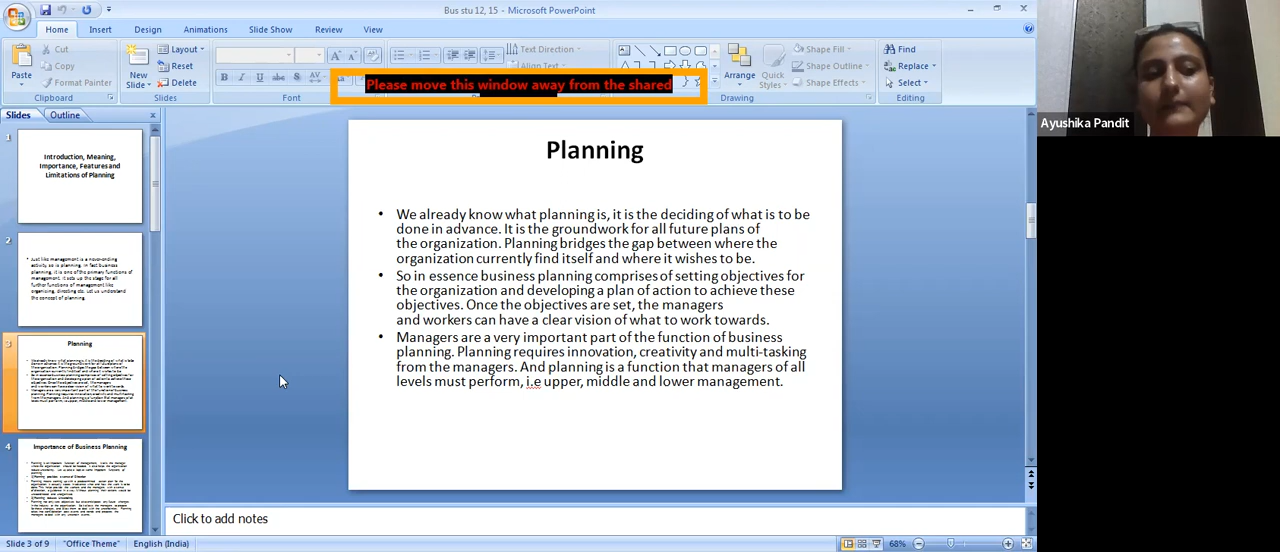 Bus stu 12, 15 - Microsoft PowerPoint
Home Insert Design Animations Slide Show Review View
Cut
Copy
Format Painter
Paste
Clipboard
New
Slide
Layout
Reset
Delete
Slides
B I U abe S AV
Font
Text Direction
Align Text
Please move this window away from the shared
Arrange
Quick
Styles
Shape Fill
Shape Outline
Shape Effects
Drawing
Find
Replace
Select
Editing
Ayushika Pandit
Slides Outline
1
Introduction, Meaning,
Importance, Features and
Limitations of Planning
2
3
Planning
4
Importance of Business Planning
Planning
• We already know what planning is, it is the deciding of what is to be
done in advance. It is the groundwork for all future plans of
the organization. Planning bridges the gap between where the
organization currently find itself and where it wishes to be.
• So in essence business planning comprises of setting objectives for
the organization and developing a plan of action to achieve these
objectives. Once the objectives are set, the managers
and workers can have a clear vision of what to work towards.
• Managers are a very important part of the function of business
planning. Planning requires innovation, creativity and multi-tasking
from the managers. And planning is a function that managers of all
levels must perform, i.e upper, middle and lower management.
Click to add notes
Slide 3 of 9 "Office Theme" English (India) 68%